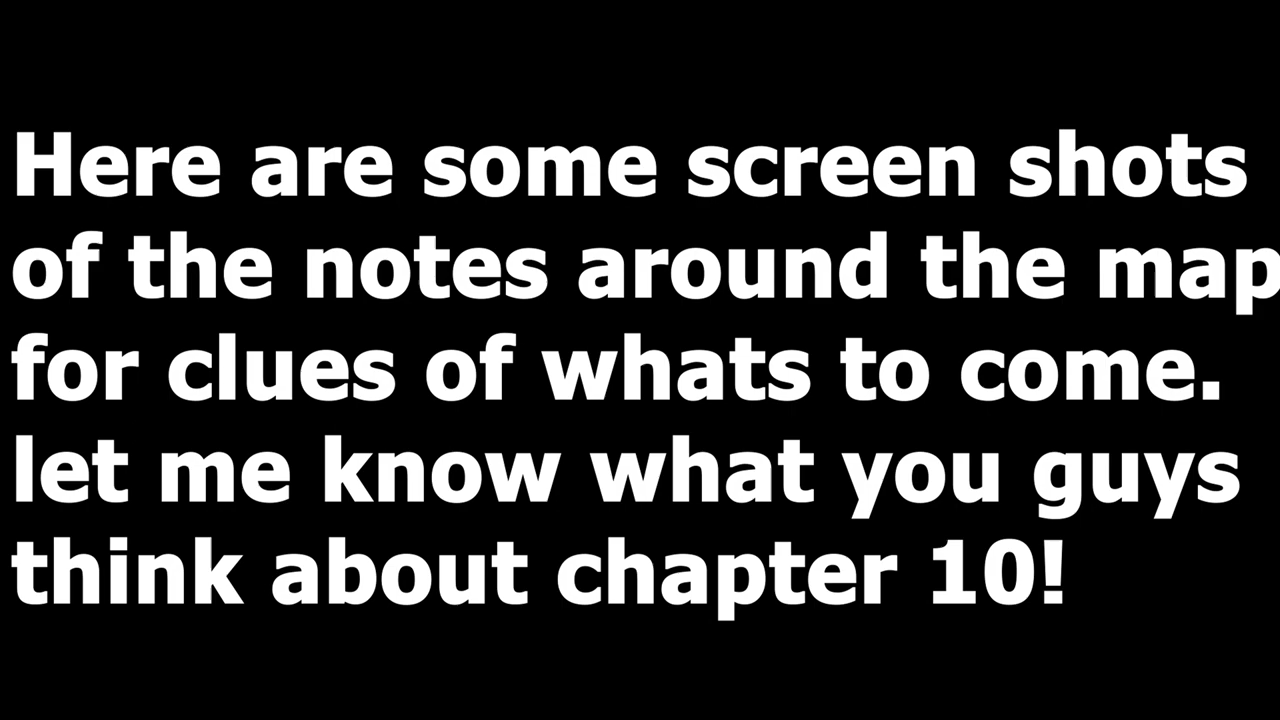 Here are some screen shots
of the notes around the map
for clues of whats to come.
let me know what you guys
think about chapter 10!